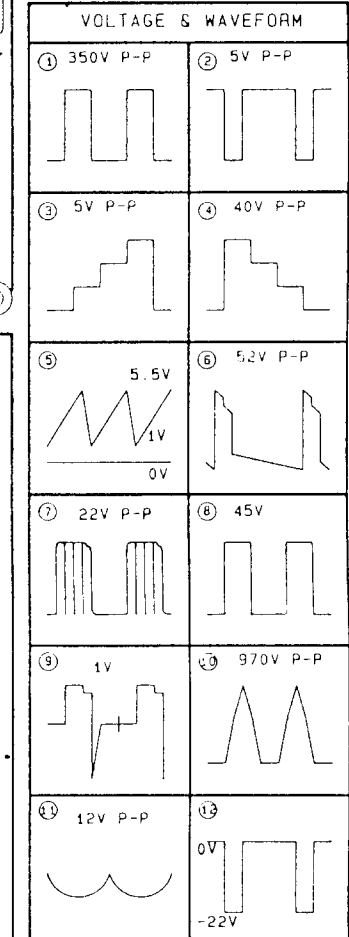 VOLTAGE & WAVEFORM
① 350V P-P
② 5V P-P
③ 5V P-P
④ 40V P-P
⑤
5.5V
1V
0V
⑥ 52V P-P
⑦ 22V P-P
⑧ 45V
⑨ 1V
⑩ 970V P-P
⑪ 12V P-P
⑫
0V
-22V